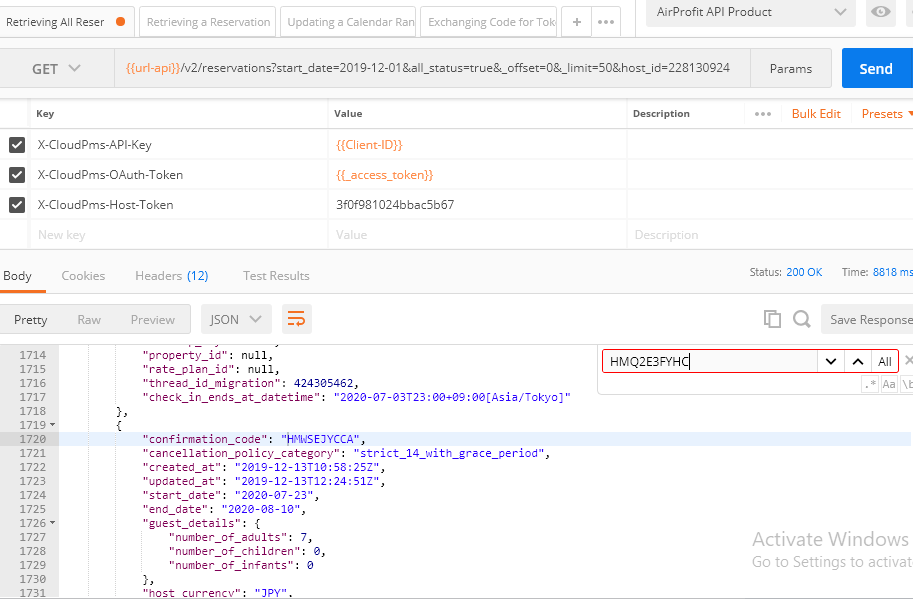 Retrieving All Reser
Retrieving a Reservation
Updating a Calendar Ran
Exchanging Code for Tok
+
•••
AirProfit API Product
GET
{{url-api}}/v2/reservations?start_date=2019-12-01&all_status=true&_offset=0&_limit=50&host_id=228130924
Params
Send
Key Value Description ••• Bulk Edit Presets
X-CloudPms-API-Key {{Client-ID}}
X-CloudPms-OAuth-Token {{_access_token}}
X-CloudPms-Host-Token 3f0f981024bbac5b67
New key Value Description
Body Cookies Headers (12) Test Results Status: 200 OK Time: 8818 ms
Pretty Raw Preview JSON Save Response
HMQ2E3FYHC All
.* Aa \b
1714 "property_id": null,
1715 "rate_plan_id": null,
1716 "thread_id_migration": 424305462,
1717 "check_in_ends_at_datetime": "2020-07-03T23:00+09:00[Asia/Tokyo]"
1718 },
1719 {
1720 "confirmation_code": "HMWSEJYCCA",
1721 "cancellation_policy_category": "strict_14_with_grace_period",
1722 "created_at": "2019-12-13T10:58:25Z",
1723 "updated_at": "2019-12-13T12:24:51Z",
1724 "start_date": "2020-07-23",
1725 "end_date": "2020-08-10",
1726 "guest_details": {
1727 "number_of_adults": 7,
1728 "number_of_children": 0,
1729 "number_of_infants": 0
1730 },
1731 "host_currency": "JPY",
Activate Windows
Go to Settings to activat